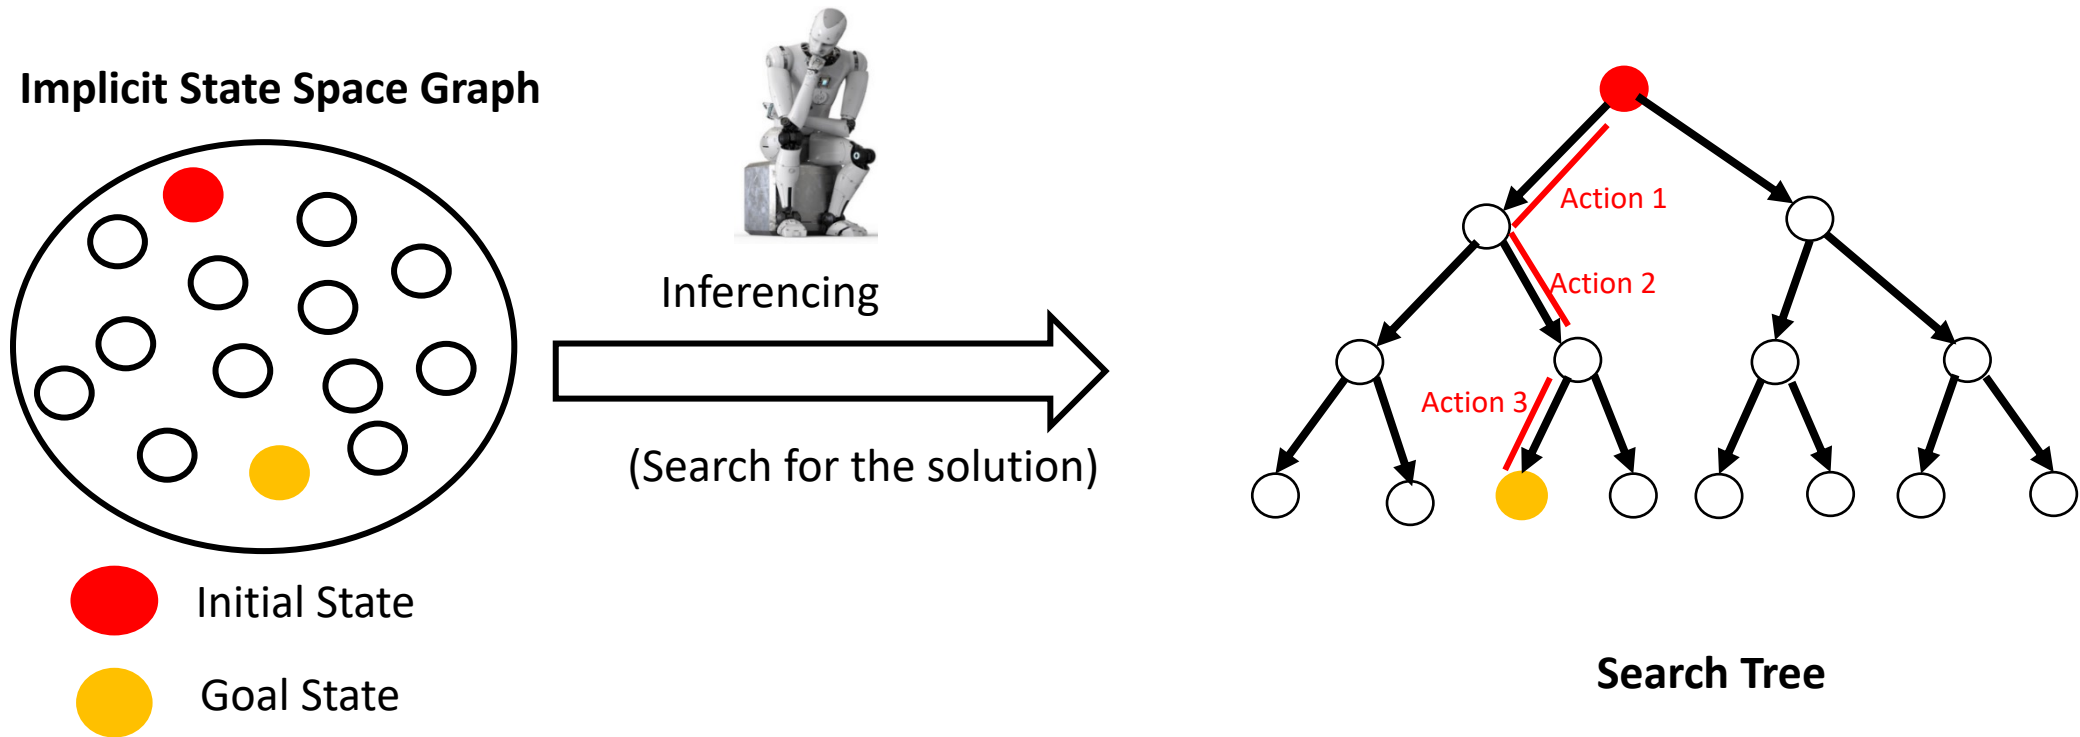 Implicit State Space Graph
Inferencing
(Search for the solution)
Initial State
Goal State
Action 1
Action 2
Action 3
Search Tree